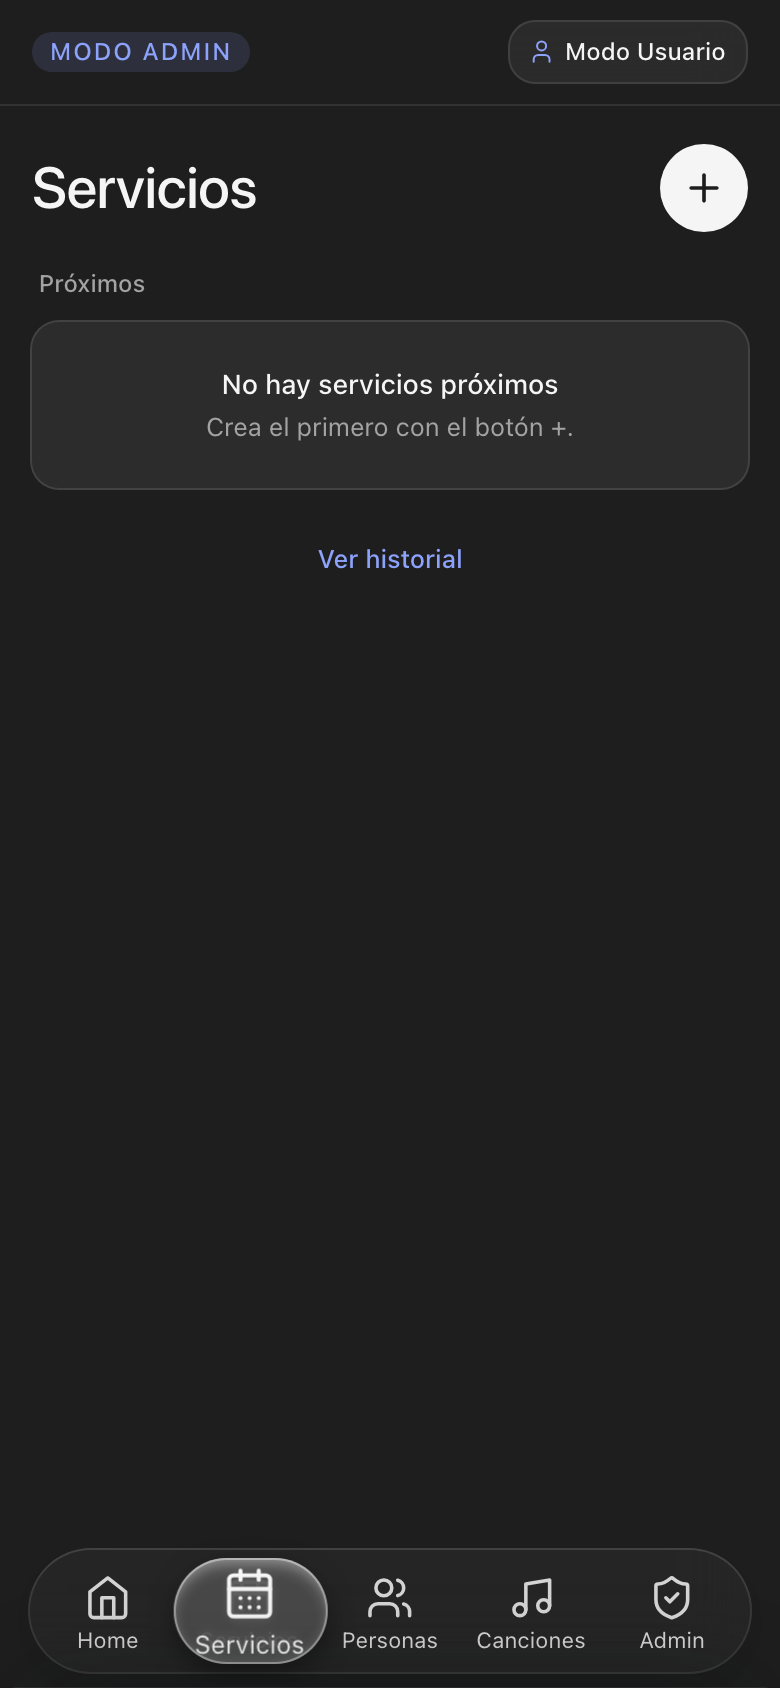 MODO ADMIN
Modo Usuario
Servicios
Próximos
No hay servicios próximos
Crea el primero con el botón +.
Ver historial
Home
Servicios
Personas
Canciones
Admin